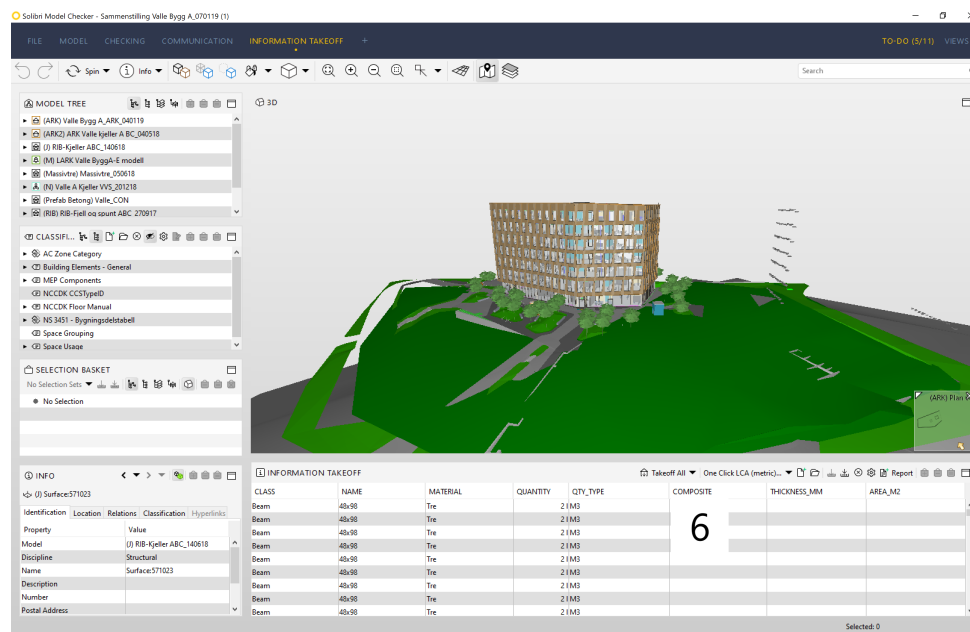 Solibri Model Checker - Sammenstilling Valle Bygg A_070119 (1)
FILE MODEL CHECKING COMMUNICATION INFORMATION TAKEOFF + TO-DO (5/11) VIEWS
Spin Info Search
MODEL TREE
(ARK) Valle Bygg A_ARK_040119
(ARK2) ARK Valle kjeller A BC_040518
(J) RIB-Kjeller ABC_140618
(M) LARK Valle ByggA-E modell
(Massivtre) Massivtre_050618
(N) Valle A Kjeller VVS_201218
(Prefab Betong) Valle_CON
(RIB) RIB-Fjell og spunt ABC_270917
CLASSIFI...
AC Zone Category
Building Elements - General
MEP Components
NCCDK CCSTypeID
NCCDK Floor Manual
NS 3451 - Bygningsdelstabell
Space Grouping
Space Usage
SELECTION BASKET
No Selection Sets
No Selection
3D
(ARK) Plan
INFO
(J) Surface:571023
Identification Location Relations Classification Hyperlinks
Property Value
Model (J) RIB-Kjeller ABC_140618
Discipline Structural
Name Surface:571023
Description
Number
Postal Address
INFORMATION TAKEOFF
Takeoff All One Click LCA (metric)... Report
CLASS NAME MATERIAL QUANTITY QTY_TYPE COMPOSITE THICKNESS_MM AREA_M2
Beam 48x98 Tre 2 M3
Beam 48x98 Tre 2 M3
Beam 48x98 Tre 2 M3
Beam 48x98 Tre 2 M3
Beam 48x98 Tre 2 M3
Beam 48x98 Tre 2 M3
Beam 48x98 Tre 2 M3
Beam 48x98 Tre 2 M3
Beam 48x98 Tre 2 M3
6
Selected: 0